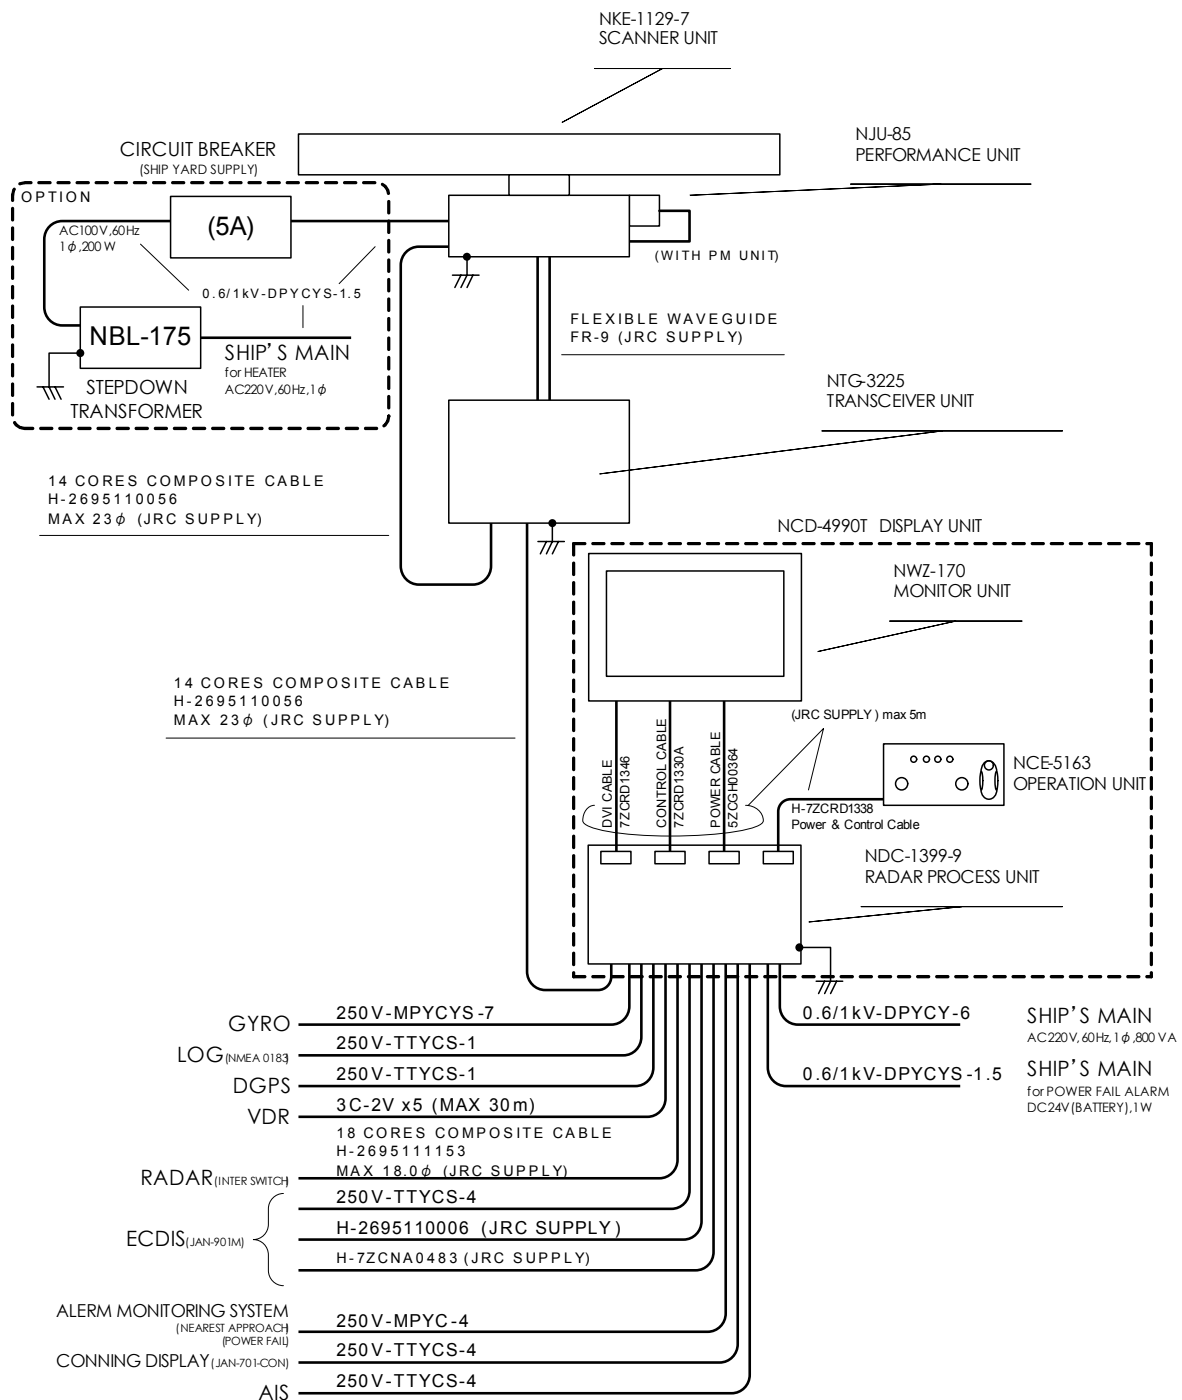 NKE-1129-7
SCANNER UNIT
NJU-85
PERFORMANCE UNIT
CIRCUIT BREAKER
(SHIP YARD SUPPLY)
OPTION
(5A)
AC100V,60Hz
1φ,200W
(WITH PM UNIT)
0.6/1kV-DPYCYS-1.5
NBL-175
SHIP'S MAIN
for HEATER
AC220V,60Hz,1φ
STEPDOWN
TRANSFORMER
FLEXIBLE WAVEGUIDE
FR-9 (JRC SUPPLY)
NTG-3225
TRANSCEIVER UNIT
14 CORES COMPOSITE CABLE
H-2695110056
MAX 23φ (JRC SUPPLY)
NCD-4990T DISPLAY UNIT
NWZ-170
MONITOR UNIT
14 CORES COMPOSITE CABLE
H-2695110056
MAX 23φ (JRC SUPPLY)
(JRC SUPPLY) max 5m
DVI CABLE
7ZCRD1346
CONTROL CABLE
7ZCRD1330A
POWER CABLE
5ZCGH00364
NCE-5163
OPERATION UNIT
H-7ZCRD1338
Power & Control Cable
NDC-1399-9
RADAR PROCESS UNIT
GYRO 250V-MPYCYS-7
LOG(NMEA 0183) 250V-TTYCS-1
DGPS 250V-TTYCS-1
VDR 3C-2V x5 (MAX 30m)
18 CORES COMPOSITE CABLE
H-2695111153
RADAR(INTER SWITCH) MAX 18.0φ (JRC SUPPLY)
250V-TTYCS-4
ECDIS(JAN-901M) H-2695110006 (JRC SUPPLY)
H-7ZCNA0483 (JRC SUPPLY)
ALERM MONITORING SYSTEM
(NEAREST APPROACH)
(POWER FAIL)
250V-MPYC-4
CONNING DISPLAY(JAN-701-CON) 250V-TTYCS-4
AIS 250V-TTYCS-4
0.6/1kV-DPYCY-6
SHIP'S MAIN
AC220V,60Hz,1φ,800VA
0.6/1kV-DPYCYS-1.5
SHIP'S MAIN
for POWER FAIL ALARM
DC24V(BATTERY),1W